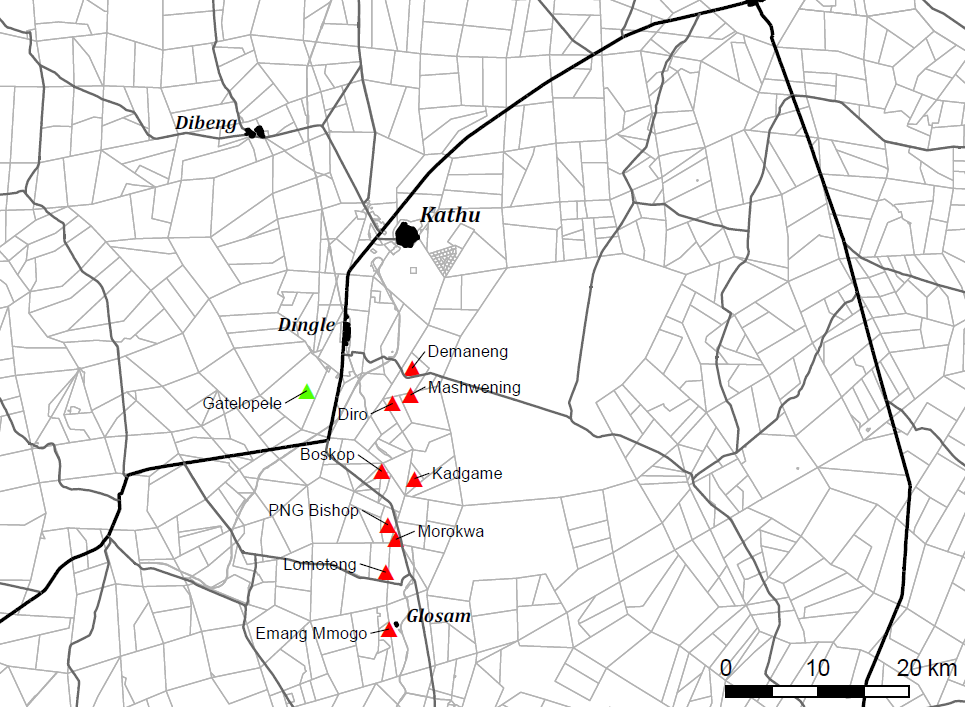 Dibeng
Kathu
Dingle
Demaneng
Mashwening
Gatelopele
Diro
Boskop
Kadgame
PNG Bishop
Morokwa
Lomoteng
Glosam
Emang Mmogo
0 10 20 km